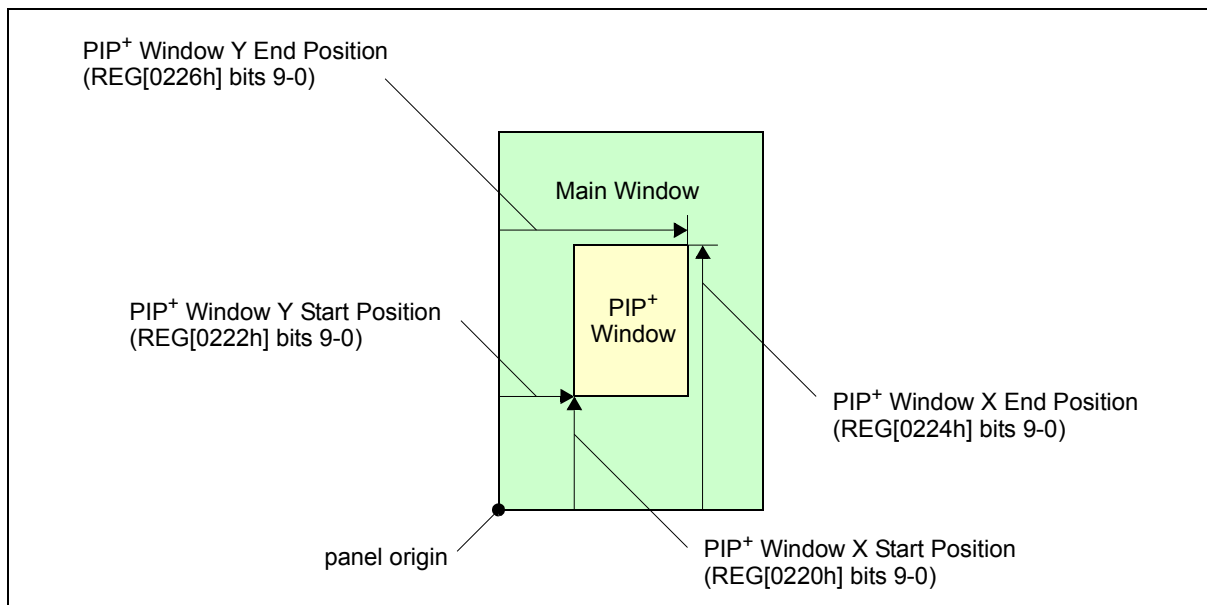 PIP+ Window Y End Position
(REG[0226h] bits 9-0)
Main Window
PIP+ Window Y Start Position
(REG[0222h] bits 9-0)
PIP+
Window
PIP+ Window X End Position
(REG[0224h] bits 9-0)
panel origin
PIP+ Window X Start Position
(REG[0220h] bits 9-0)